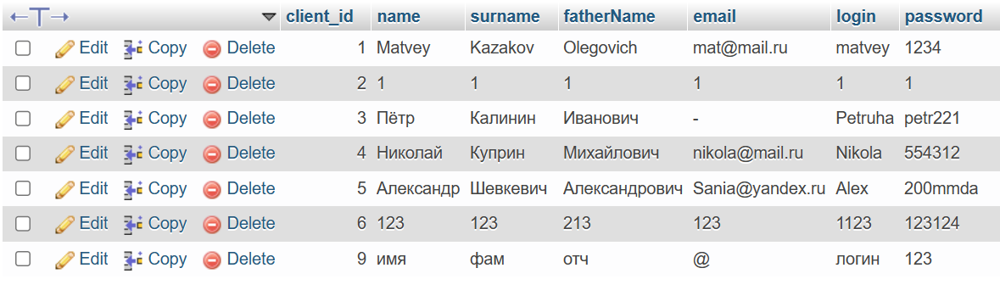 client_id name surname fatherName email login password
Edit Copy Delete 1 Matvey Kazakov Olegovich mat@mail.ru matvey 1234
Edit Copy Delete 2 1 1 1 1 1 1
Edit Copy Delete 3 Пётр Калинин Иванович - Petruha petr221
Edit Copy Delete 4 Николай Куприн Михайлович nikola@mail.ru Nikola 554312
Edit Copy Delete 5 Александр Шевкевич Александрович Sania@yandex.ru Alex 200mmda
Edit Copy Delete 6 123 123 213 123 1123 123124
Edit Copy Delete 9 имя фам отч @ логин 123